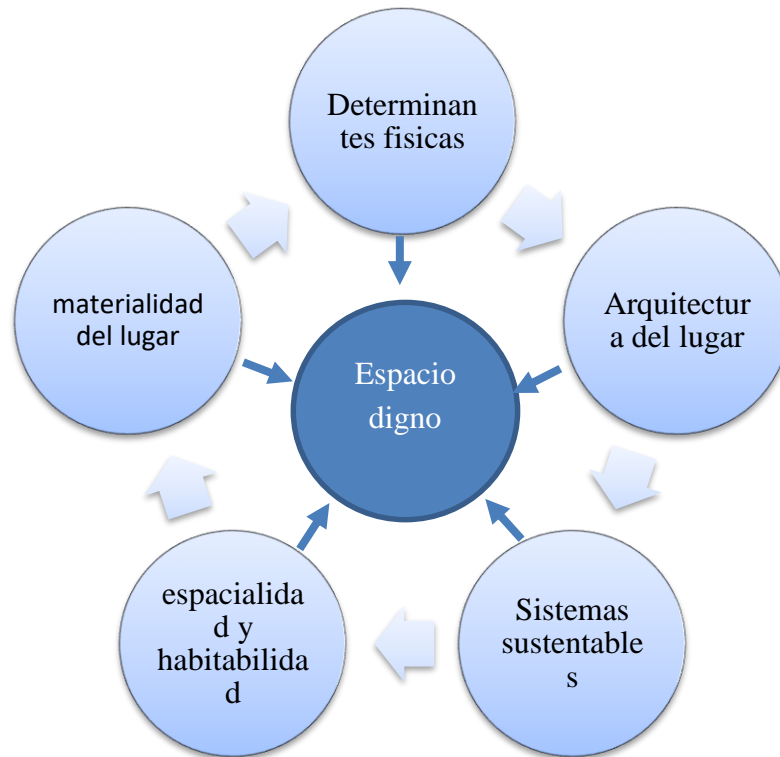 Determinan
tes fisicas
materialidad
del lugar
Arquitectur
a del lugar
Espacio
digno
espacialida
d y
habitabilida
d
Sistemas
sustentable
s